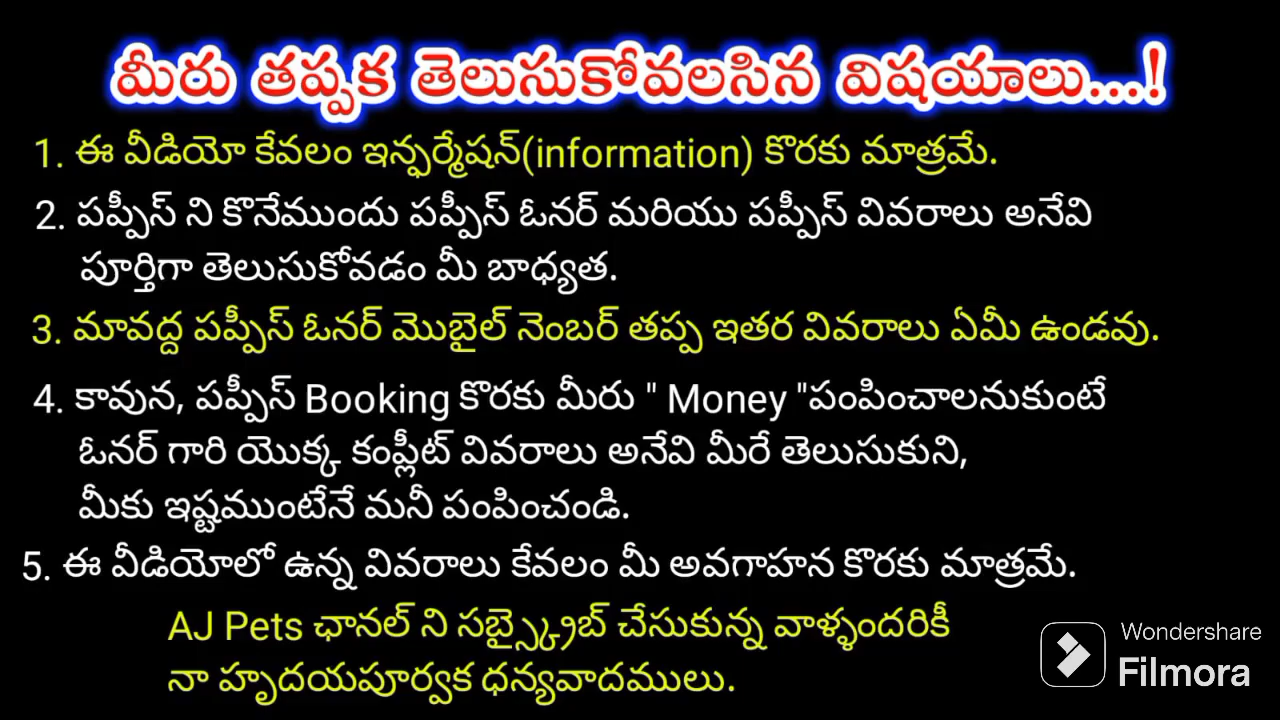 మీరు తప్పక తెలుసుకోవలసిన విషయాలు...!
1. ఈ వీడియో కేవలం ఇన్ఫర్మేషన్(information) కొరకు మాత్రమే.
2. పప్పీస్ ని కొనేముందు పప్పీస్ ఓనర్ మరియు పప్పీస్ వివరాలు అనేవి
పూర్తిగా తెలుసుకోవడం మీ బాధ్యత.
3. మావద్ద పప్పీస్ ఓనర్ మొబైల్ నెంబర్ తప్ప ఇతర వివరాలు ఏమీ ఉండవు.
4. కావున, పప్పీస్ Booking కొరకు మీరు " Money "పంపించాలనుకుంటే
ఓనర్ గారి యొక్క కంప్లీట్ వివరాలు అనేవి మీరే తెలుసుకుని,
మీకు ఇష్టముంటేనే మనీ పంపించండి.
5. ఈ వీడియోలో ఉన్న వివరాలు కేవలం మీ అవగాహన కొరకు మాత్రమే.
AJ Pets ఛానల్ ని సబ్స్క్రైబ్ చేసుకున్న వాళ్ళందరికీ
నా హృదయపూర్వక ధన్యవాదములు.
Wondershare
Filmora